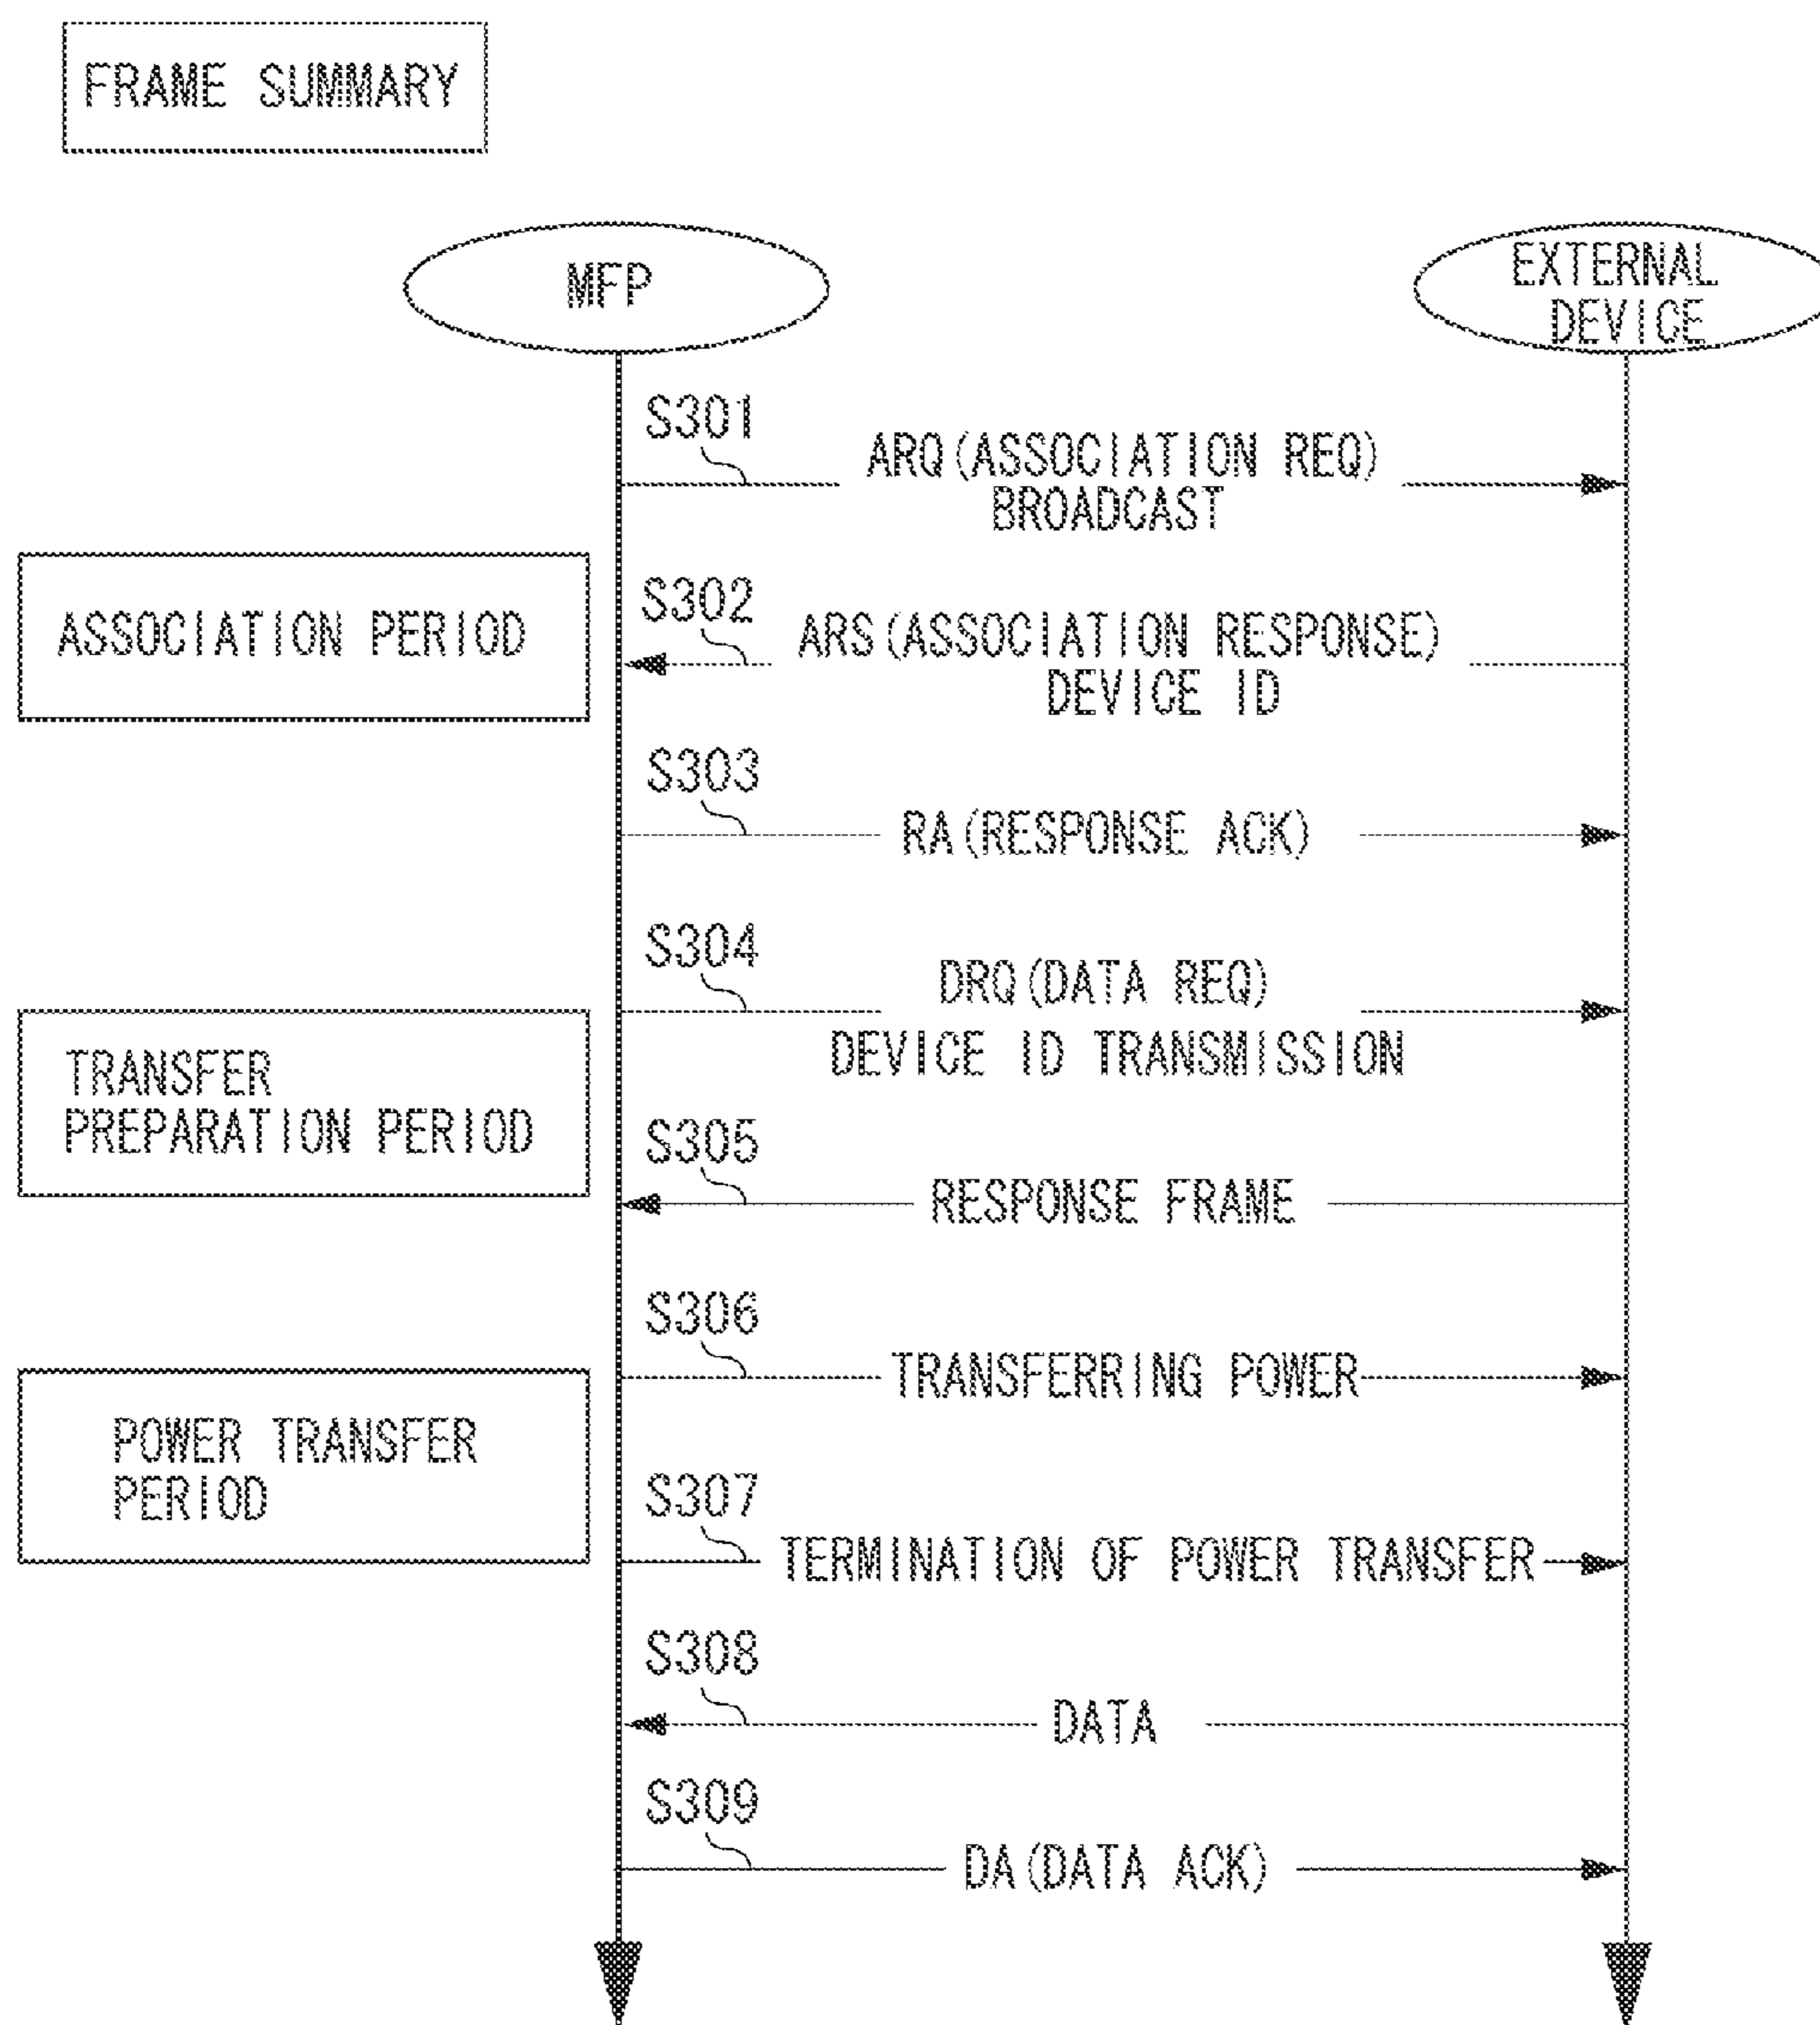 FRAME SUMMARY
MFP
EXTERNAL
DEVICE
S301
ARQ(ASSOCIATION REQ)
BROADCAST
ASSOCIATION PERIOD
S302
ARS(ASSOCIATION RESPONSE)
DEVICE ID
S303
RA(RESPONSE ACK)
S304
DRQ(DATA REQ)
DEVICE ID TRANSMISSION
TRANSFER
PREPARATION PERIOD
S305
RESPONSE FRAME
S306
TRANSFERRING POWER
POWER TRANSFER
PERIOD
S307
TERMINATION OF POWER TRANSFER
S308
DATA
S309
DA(DATA ACK)